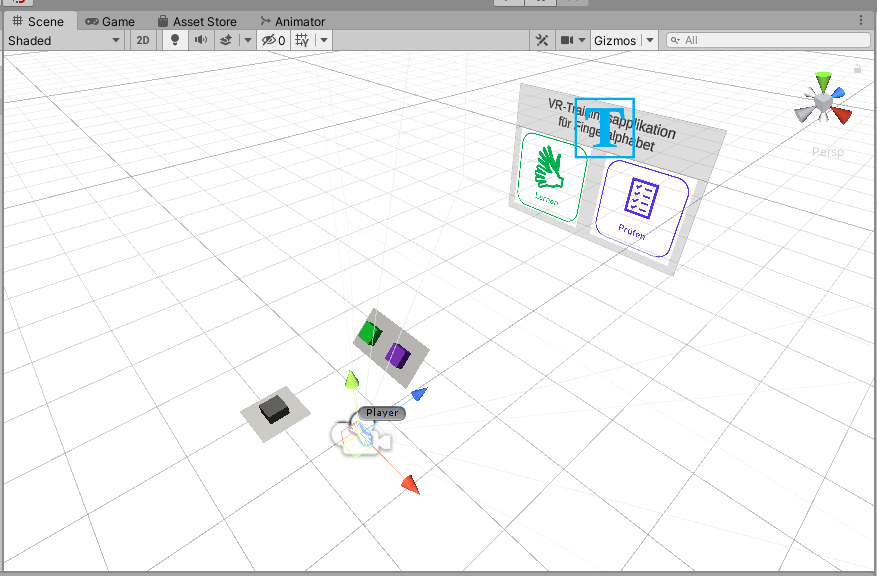 Scene
Game
Asset Store
Animator
Shaded
2D
0
Gizmos
All
Persp
VR-Trainingsapplikation
für Fingeralphabet
T
Lernen
Prüfen
Player